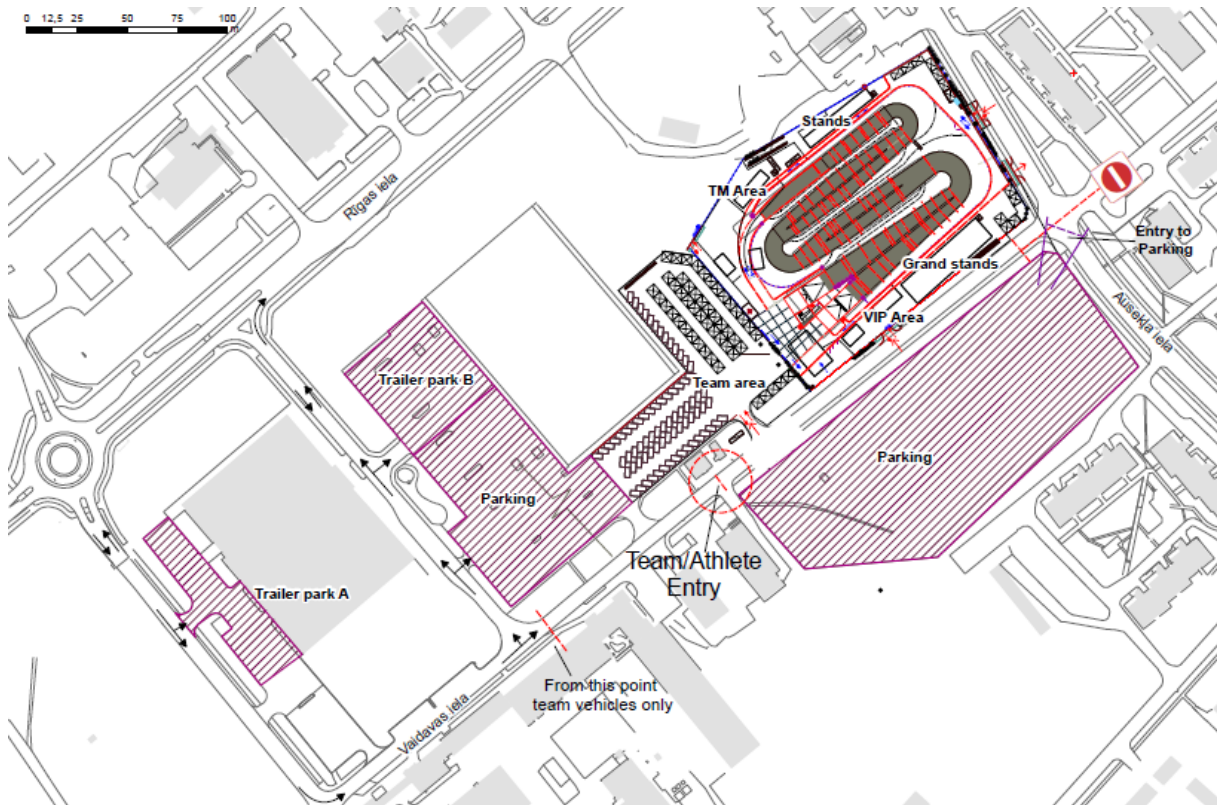 0 12,5 25 50 75 100
m
Stands
Rīgas iela
TM Area
Entry to
Parking
Grand stands
VIP Area
Ausekļa iela
Trailer park B
Team area
Parking
Parking
Team/Athlete
Entry
Trailer park A
From this point
team vehicles only
Vaidavas iela